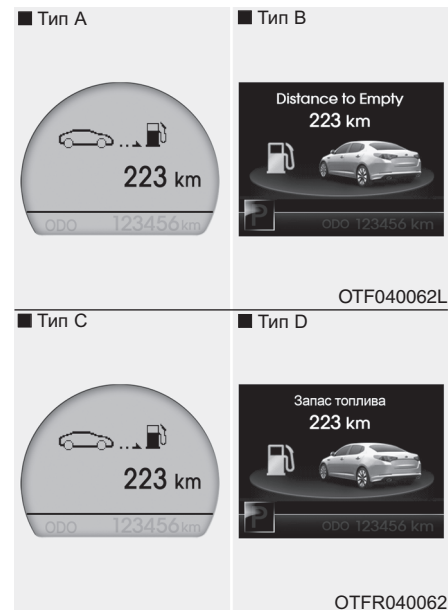 ■ Тип A
223 km
ODO 123456 km
■ Тип B
Distance to Empty
223 km
P
ODO 123456 km
OTF040062L
■ Тип C
223 km
ODO 123456 km
■ Тип D
Запас топлива
223 km
P
ODO 123456 km
OTFR040062